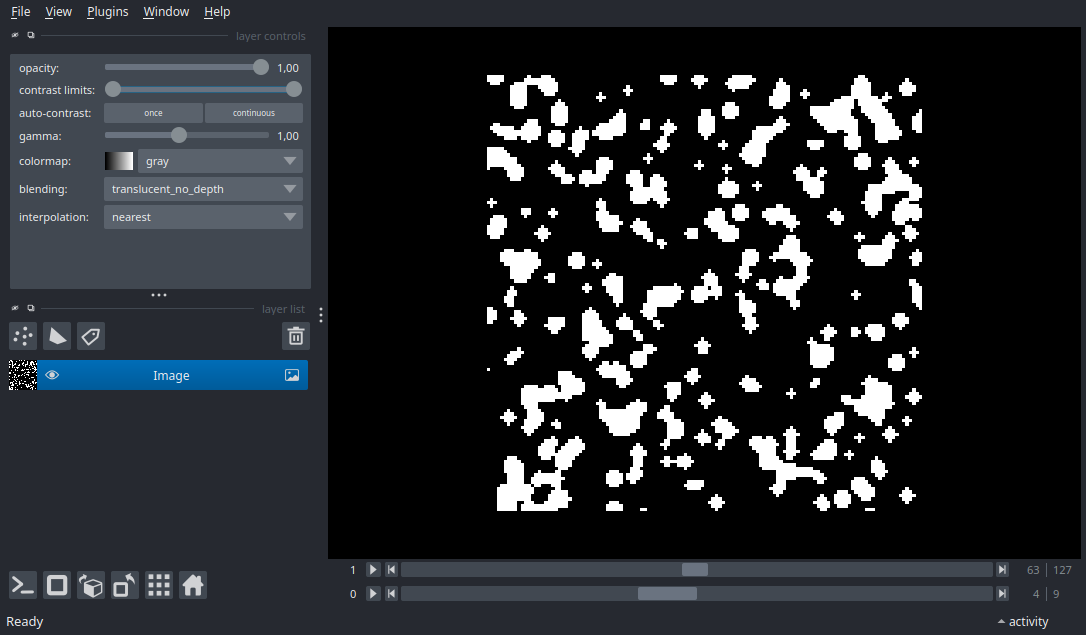 File View Plugins Window Help
layer controls
opacity: 1,00
contrast limits:
auto-contrast: once continuous
gamma: 1,00
colormap: gray
blending: translucent_no_depth
interpolation: nearest
layer list
Image
1 63 127
0 4 9
Ready activity